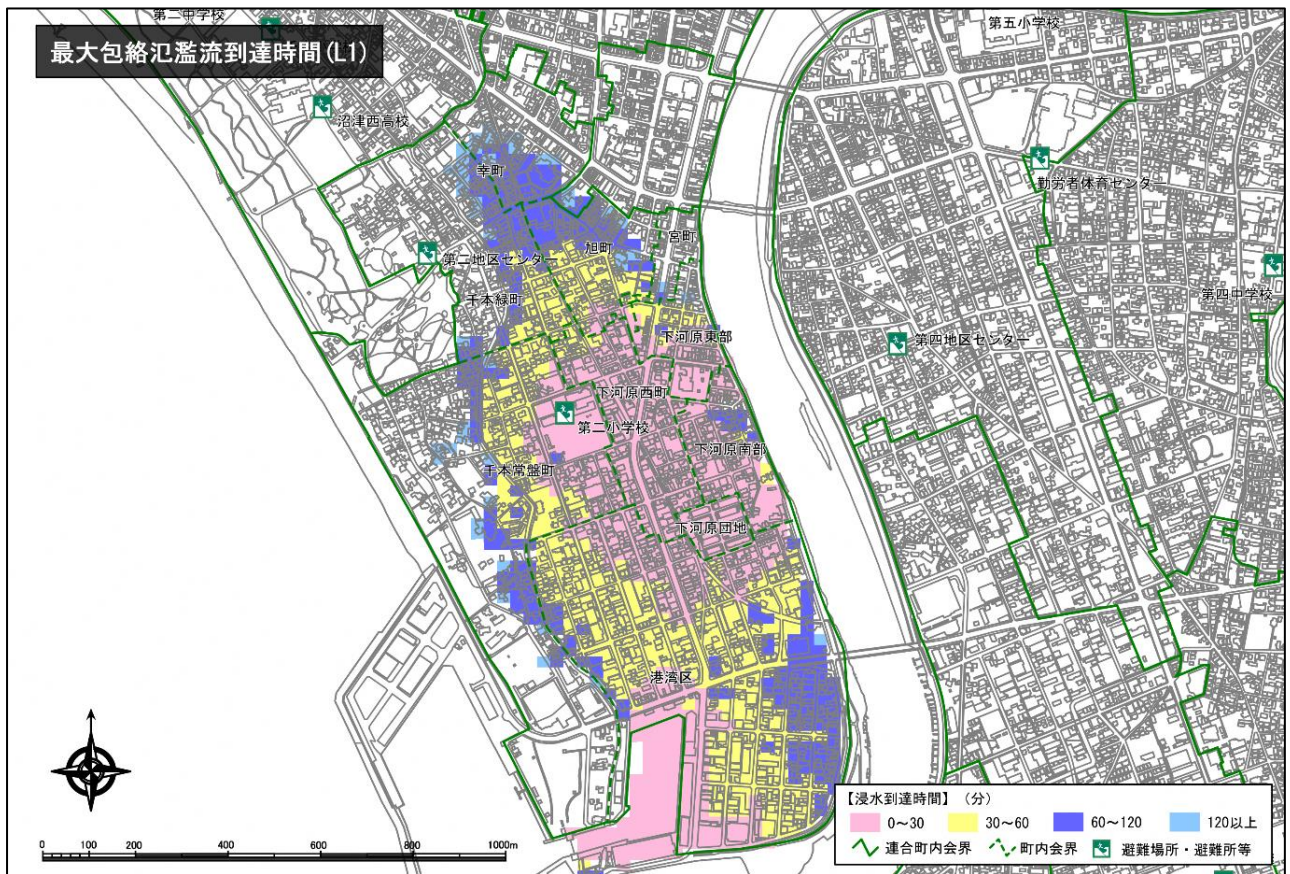 第二中学校
第五小学校
最大包絡氾濫流到達時間(L1)
沼津西高校
幸町
勤労者体育センタ
旭町
宮町
第二地区センター
第四中学校
千本緑町
下河原東部
第四地区センター
下河原西町
第二小学校
下河原南部
千本常盤町
下河原団地
港湾区
【浸水到達時間】（分）
0～30 30～60 60～120 120以上
連合町内会界 町内会界 避難場所・避難所等
0 100 200 400 600 800 1000m